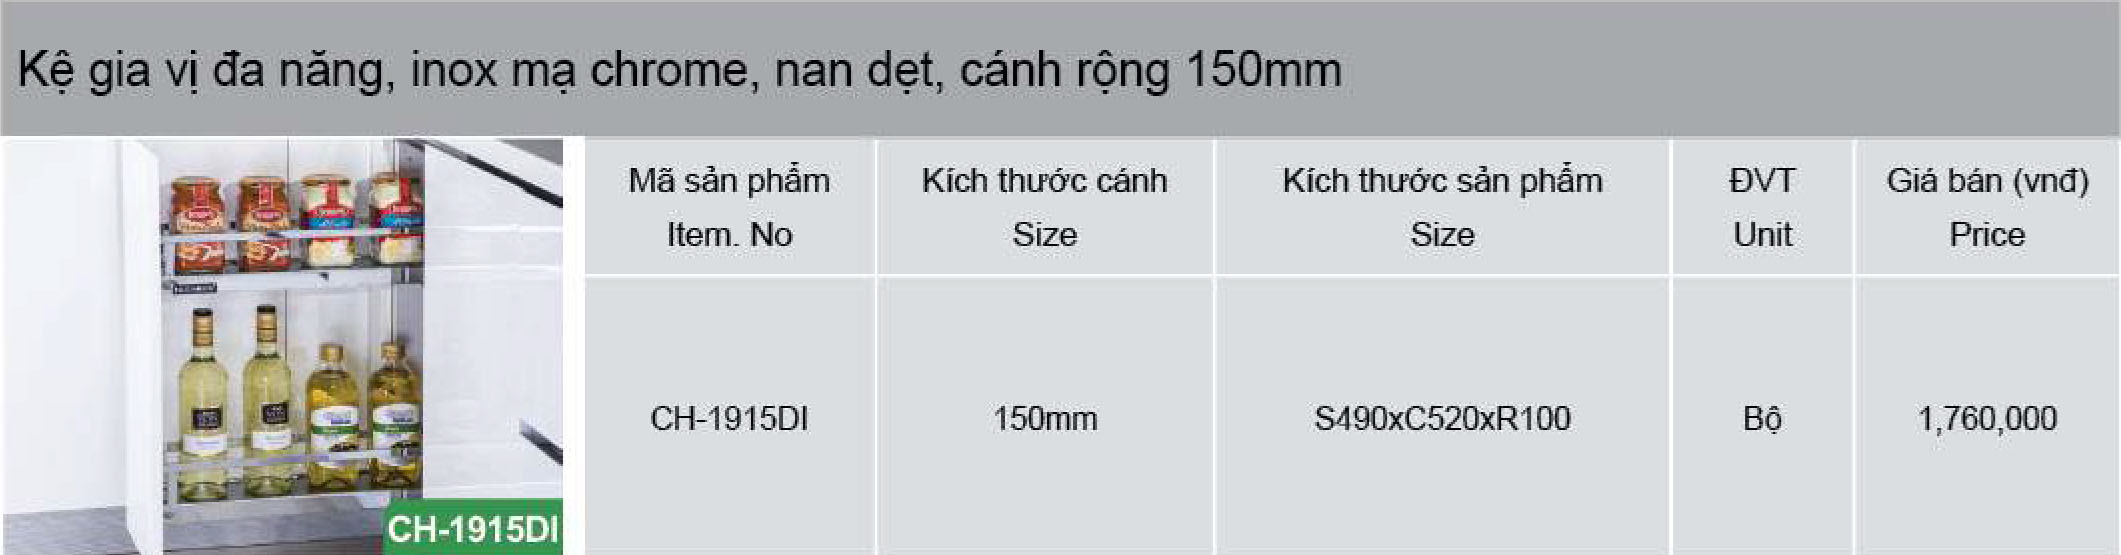 Kệ gia vị đa năng, inox mạ chrome, nan dẹt, cánh rộng 150mm
Mã sản phẩm
Item. No
Kích thước cánh
Size
Kích thước sản phẩm
Size
ĐVT
Unit
Giá bán (vnđ)
Price
CH-1915DI
150mm
S490xC520xR100
Bộ
1,760,000
CH-1915DI